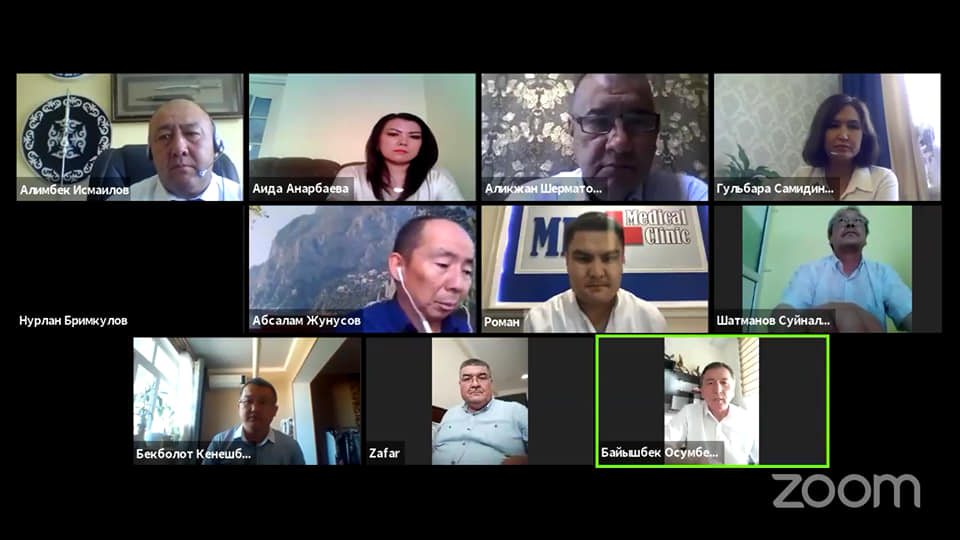 Алимбек Исмаилов
Аида Анарбаева
Аликжан Шермато...
Гульбара Самидин...
Medical
Clinic
Нурлан Бримкулов
Абсалам Жунусов
Роман
Шатманов Суйнал...
Бекболот Кенешб...
Zafar
Байышбек Осумбе...
zoom